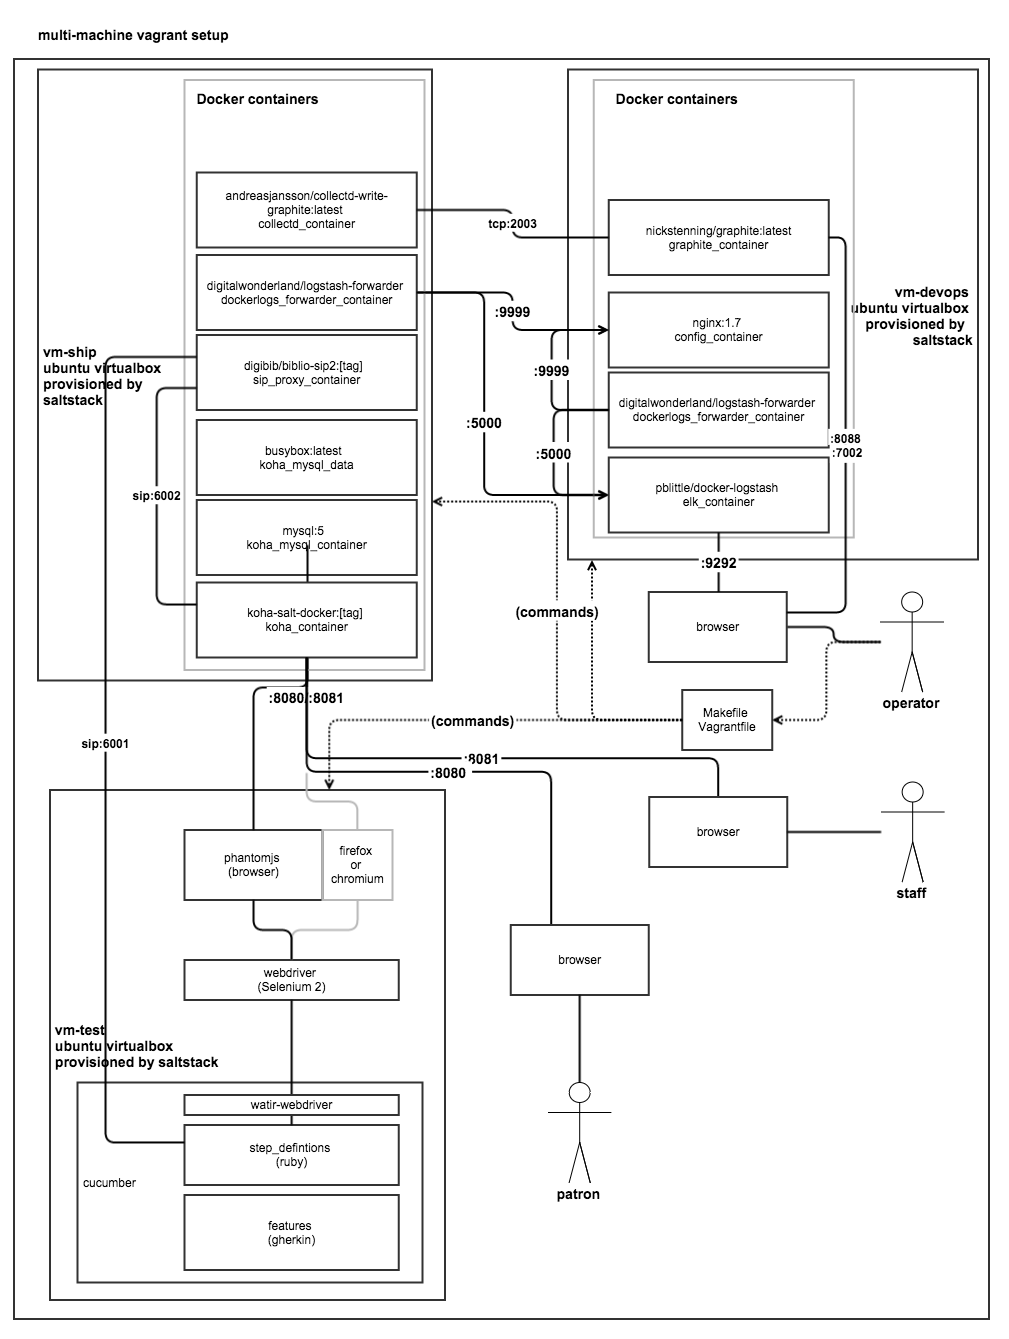 multi-machine vagrant setup
Docker containers
andreasjansson/collectd-write-
graphite:latest
collectd_container
digitalwonderland/logstash-forwarder
dockerlogs_forwarder_container
vm-ship
ubuntu virtualbox
provisioned by
saltstack
digibib/biblio-sip2:[tag]
sip_proxy_container
busybox:latest
koha_mysql_data
sip:6002
mysql:5
koha_mysql_container
koha-salt-docker:[tag]
koha_container
tcp:2003
:9999
:5000
Docker containers
nickstenning/graphite:latest
graphite_container
vm-devops
ubuntu virtualbox
provisioned by
saltstack
nginx:1.7
config_container
:9999
digitalwonderland/logstash-forwarder
dockerlogs_forwarder_container
:8088
:7002
:5000
pblittle/docker-logstash
elk_container
:9292
(commands)
browser
operator
:8080/:8081
Makefile
Vagrantfile
(commands)
sip:6001
:8081
:8080
browser
staff
phantomjs
(browser)
firefox
or
chromium
browser
webdriver
(Selenium 2)
vm-test
ubuntu virtualbox
provisioned by saltstack
watir-webdriver
step_defintions
(ruby)
cucumber
patron
features
(gherkin)